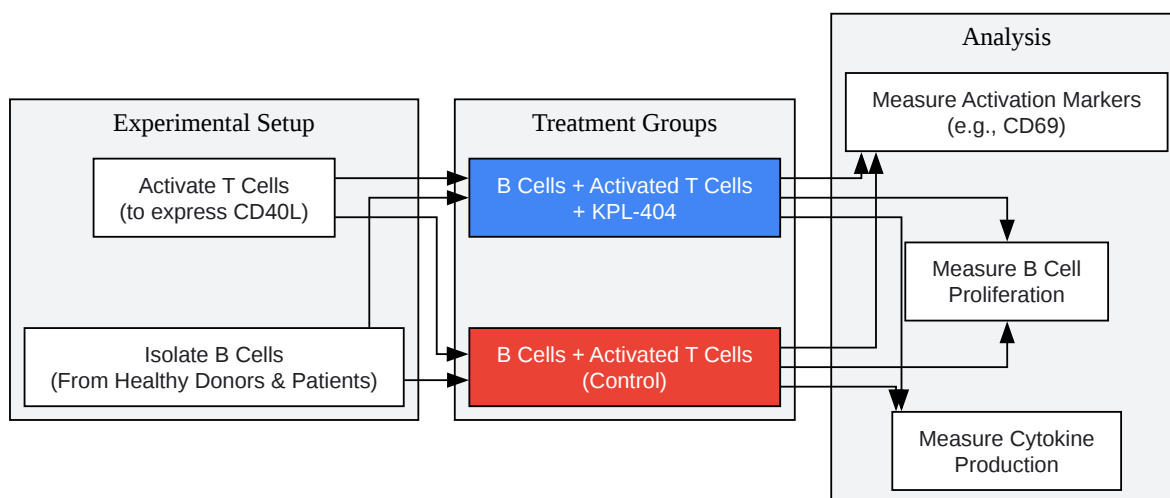 Experimental Setup
Activate T Cells
(to express CD40L)
Isolate B Cells
(From Healthy Donors & Patients)
Treatment Groups
B Cells + Activated T Cells
+ KPL-404
B Cells + Activated T Cells
(Control)
Analysis
Measure Activation Markers
(e.g., CD69)
Measure B Cell
Proliferation
Measure Cytokine
Production